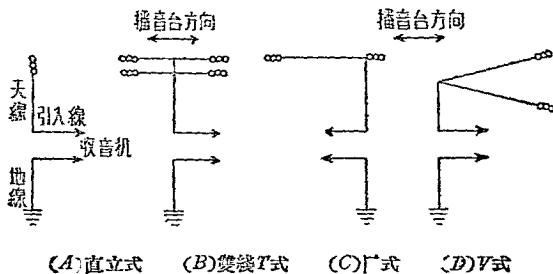 播音台方向
播音台方向
天線
引入線
收音机
地線
(A)直立式
(B)雙綫T式
(C)厂式
(D)V式